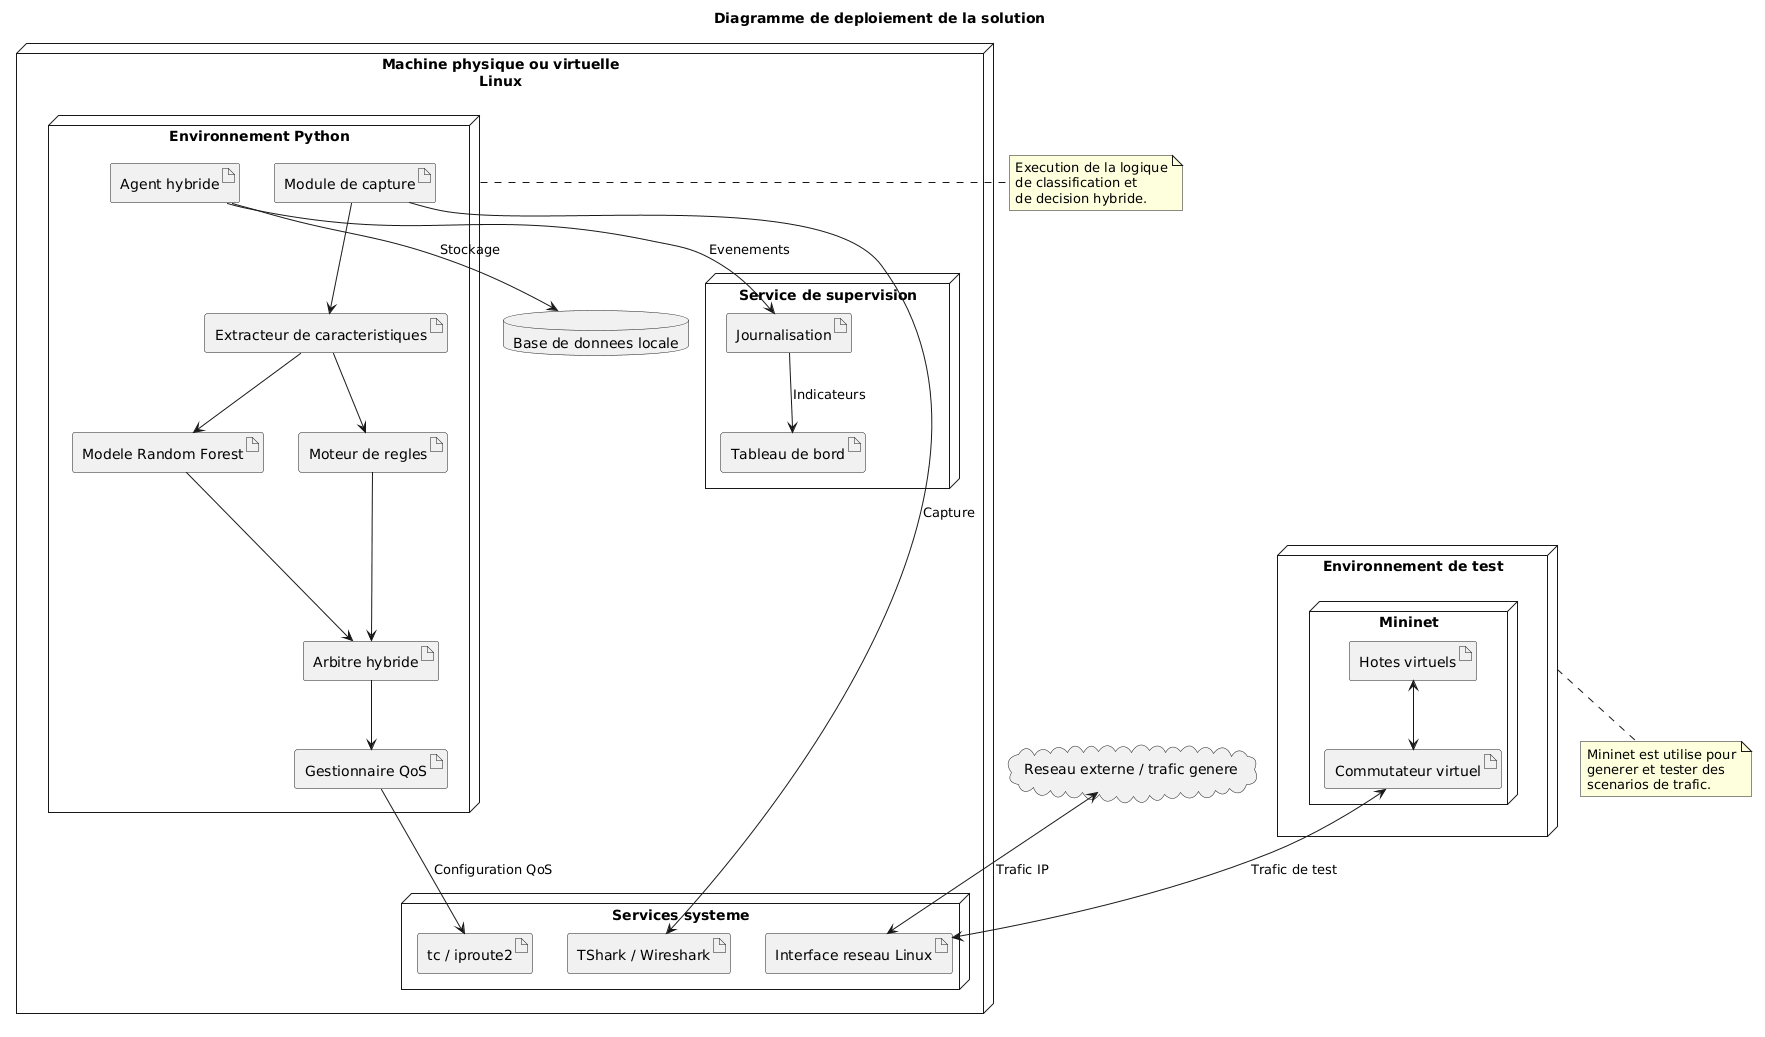 Diagramme de deploiement de la solution
Machine physique ou virtuelle
Linux
Environnement Python
Agent hybride
Module de capture
Execution de la logique
de classification et
de decision hybride.
Stockage
Evenements
Service de supervision
Extracteur de caracteristiques
Base de donnees locale
Journalisation
Indicateurs
Modele Random Forest
Moteur de regles
Tableau de bord
Capture
Environnement de test
Mininet
Arbitre hybride
Hotes virtuels
Gestionnaire QoS
Reseau externe / trafic genere
Commutateur virtuel
Mininet est utilise pour
generer et tester des
scenarios de trafic.
Configuration QoS
Trafic IP
Trafic de test
Services systeme
tc / iproute2
TShark / Wireshark
Interface reseau Linux